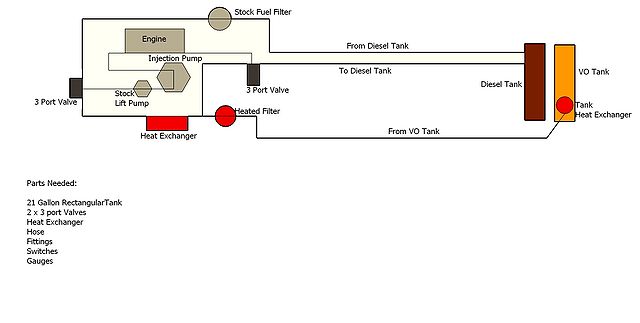 Stock Fuel Filter
Engine
From Diesel Tank
Injection Pump
To Diesel Tank
VO Tank
Diesel Tank
3 Port Valve
Stock
Lift Pump
3 Port Valve
Tank
Heat Exchanger
Heated Filter
Heat Exchanger
From VO Tank
Parts Needed:
21 Gallon RectangularTank
2 x 3 port Valves
Heat Exchanger
Hose
Fittings
Switches
Gauges